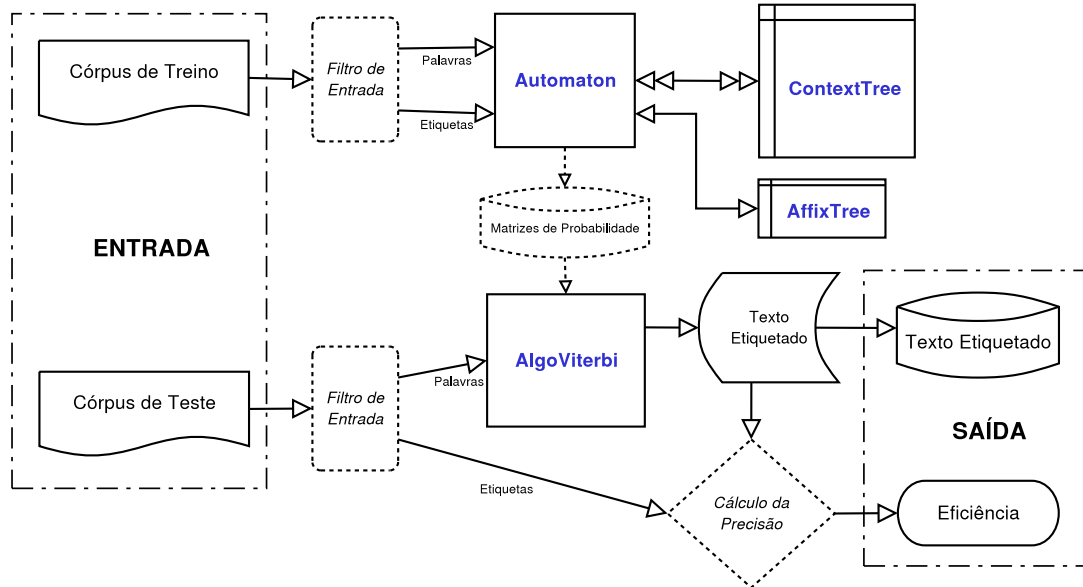 Córpus de Treino
Filtro de
Entrada
Palavras
Etiquetas
Automaton
ContextTree
AffixTree
Matrizes de Probabilidade
ENTRADA
Córpus de Teste
Filtro de
Entrada
Palavras
Etiquetas
AlgoViterbi
Texto
Etiquetado
Texto Etiquetado
SAÍDA
Cálculo da
Precisão
Eficiência